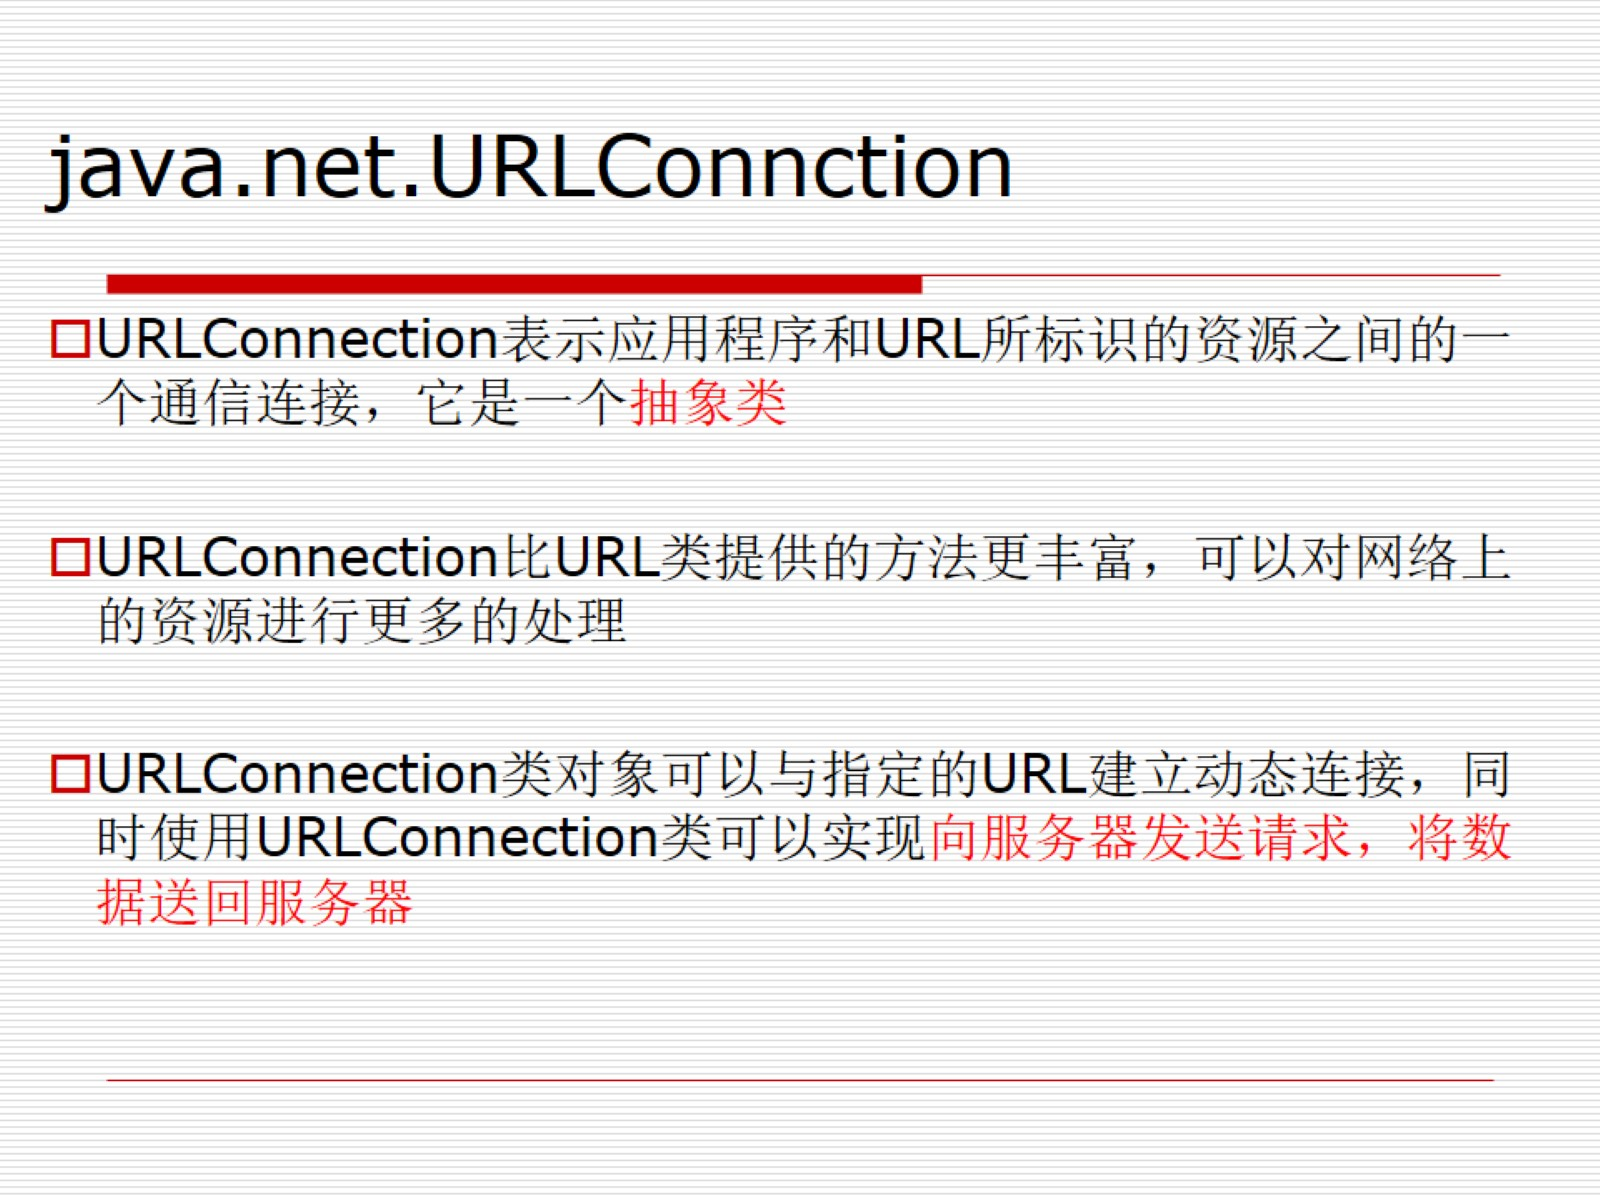 java.net.URLConnction
URLConnection表示应用程序和URL所标识的资源之间的一
个通信连接，它是一个抽象类
URLConnection比URL类提供的方法更丰富，可以对网络上
的资源进行更多的处理
URLConnection类对象可以与指定的URL建立动态连接，同
时使用URLConnection类可以实现向服务器发送请求，将数
据送回服务器